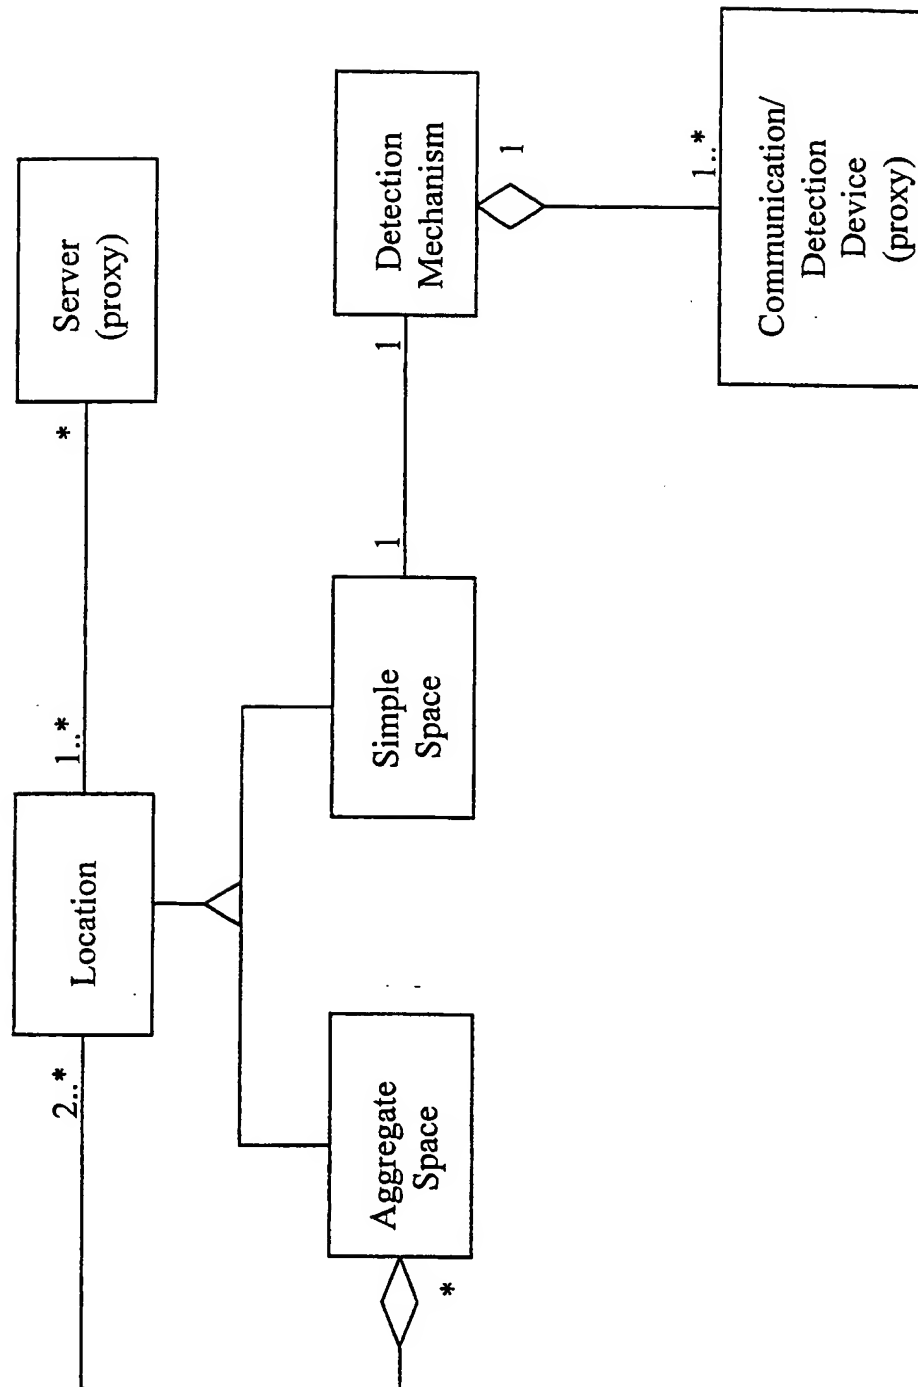 2..*
Location
1..*
*
Server
(proxy)
*
Aggregate
Space
Simple
Space
1
1
Detection
Mechanism
1
1..*
Communication/
Detection
Device
(proxy)